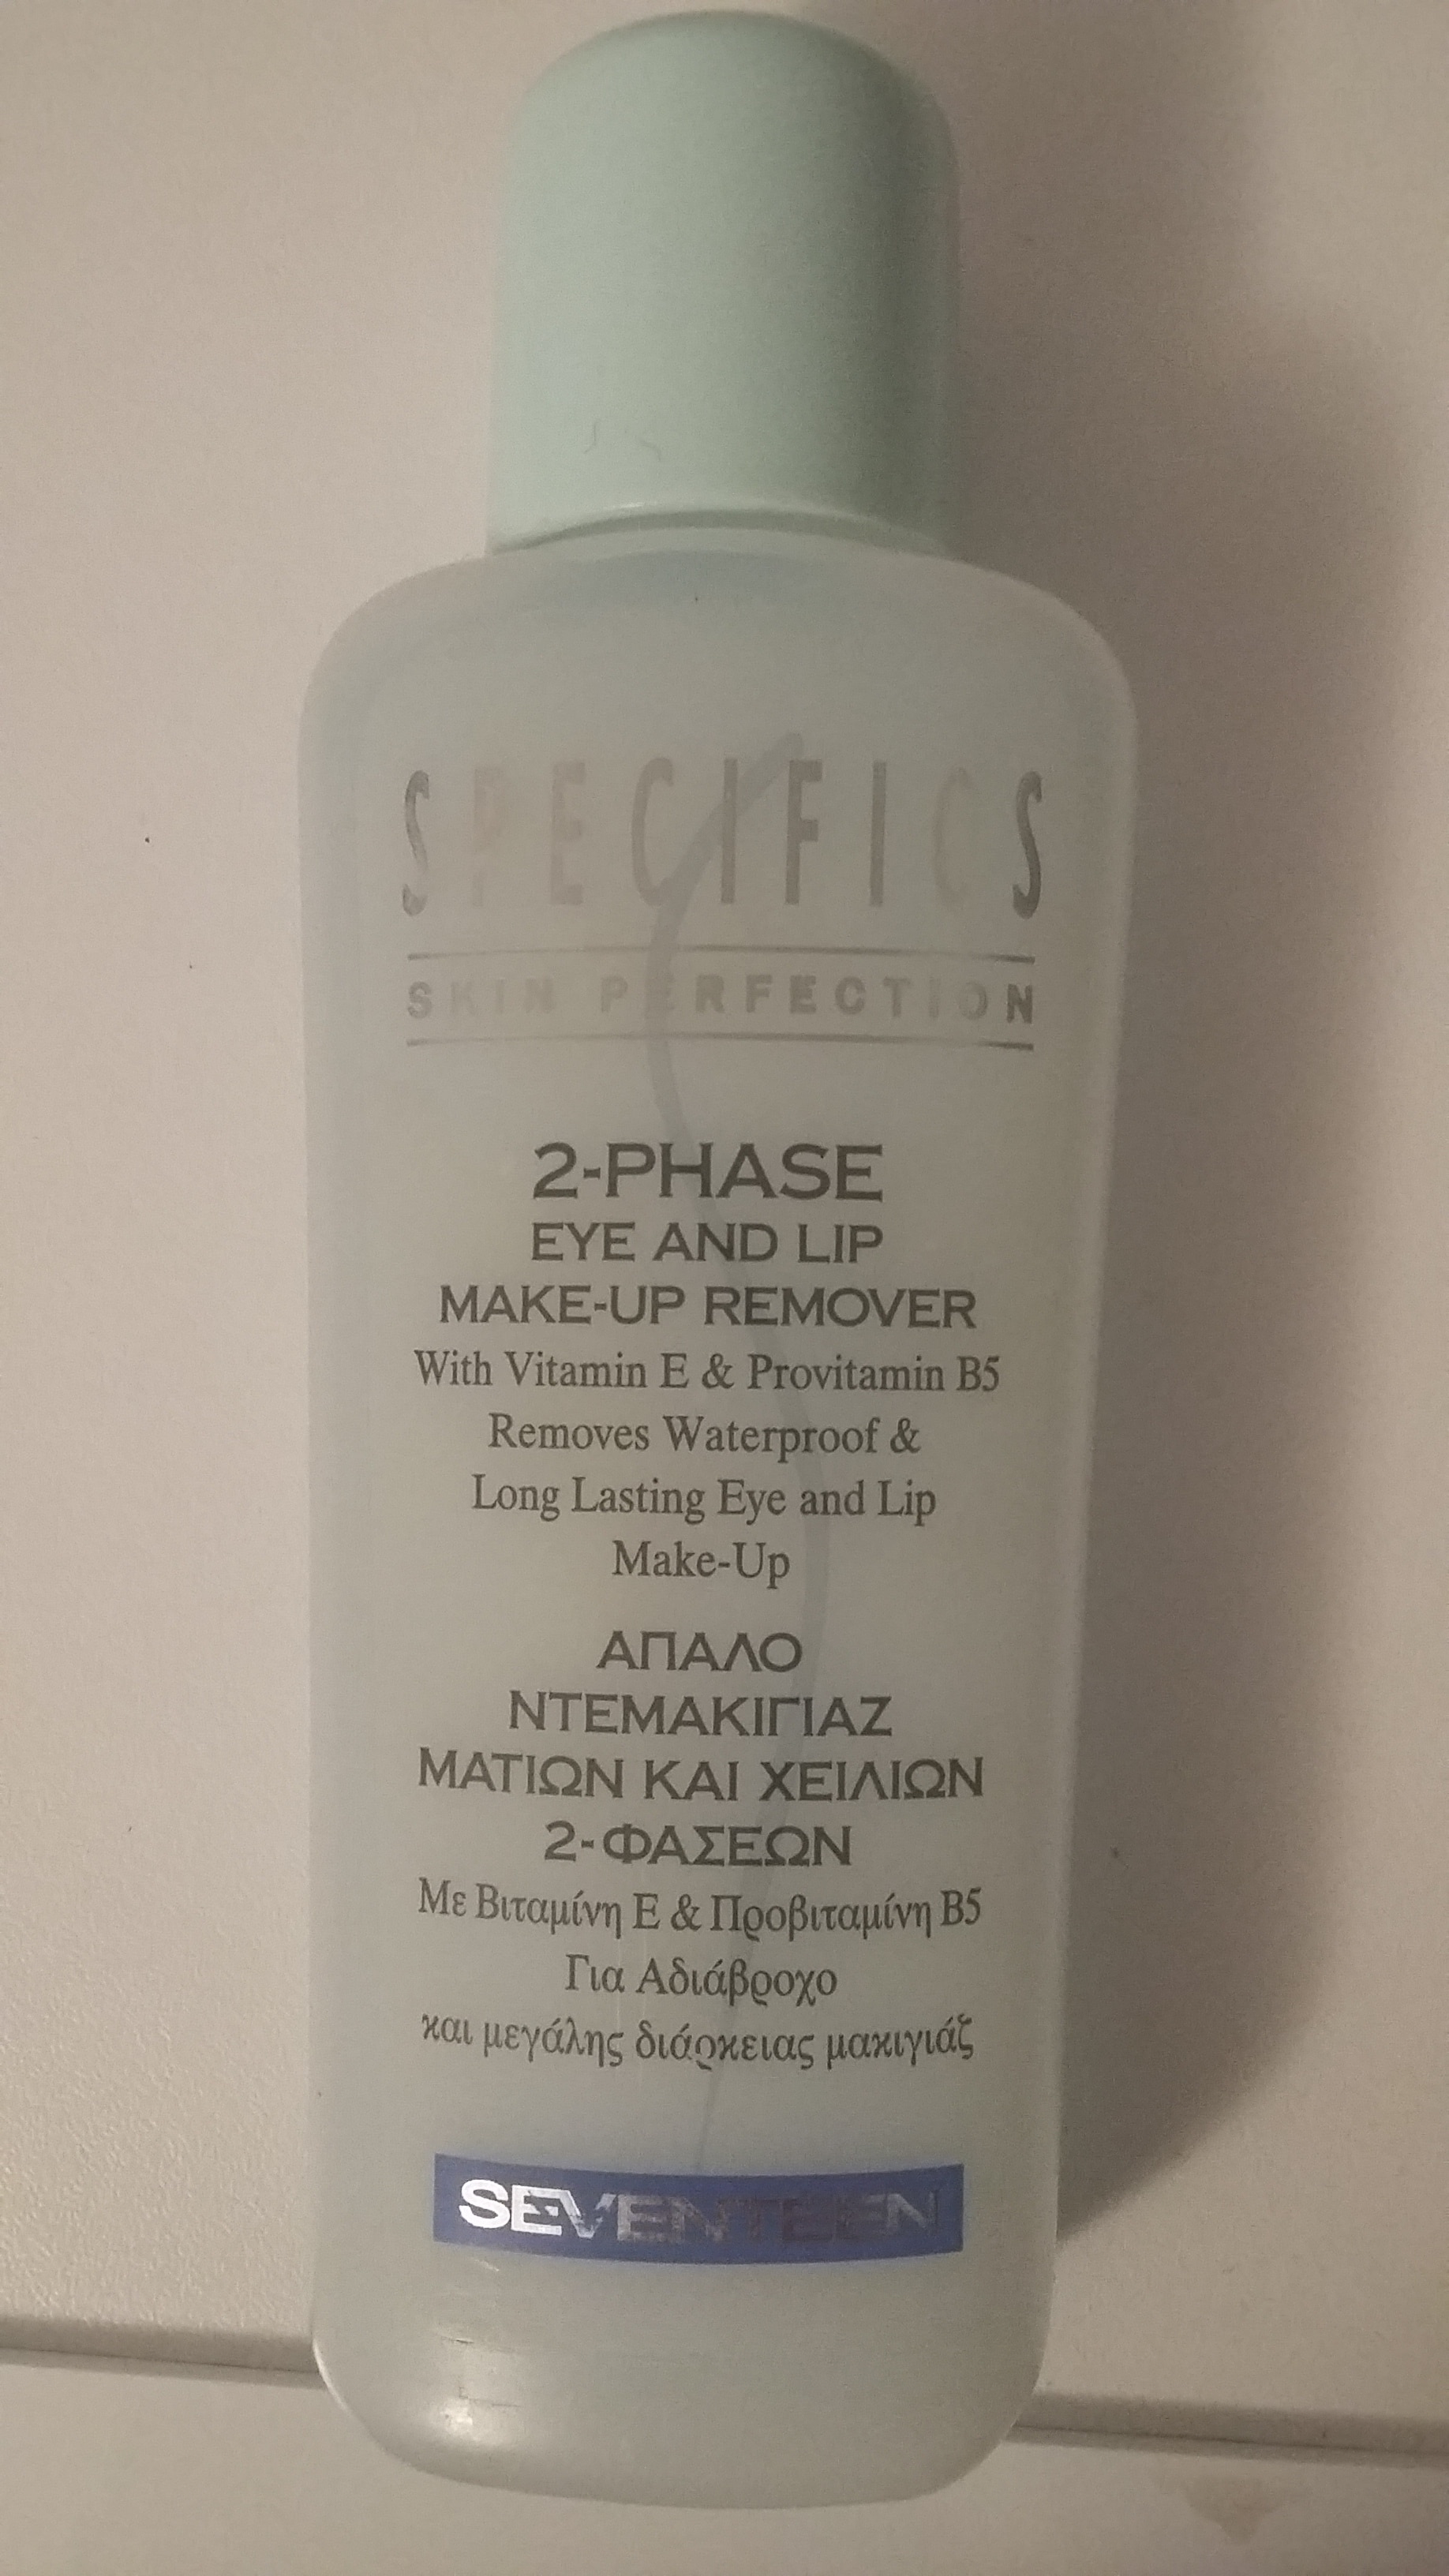 SPECIFICS
SKIN PERFECTION
2-PHASE
EYE AND LIP
MAKE-UP REMOVER
With Vitamin E & Provitamin B5
Removes Waterproof &
Long Lasting Eye and Lip
Make-Up
ΑΠΑΛΟ
ΝΤΕΜΑΚΙΓΙΑΖ
ΜΑΤΙΩΝ ΚΑΙ ΧΕΙΛΙΩΝ
2-ΦΑΣΕΩΝ
Με Βιταμίνη Ε & Προβιταμίνη Β5
Για Αδιάβροχο
και μεγάλης διάρκειας μακιγιάζ
SEVENTEEN